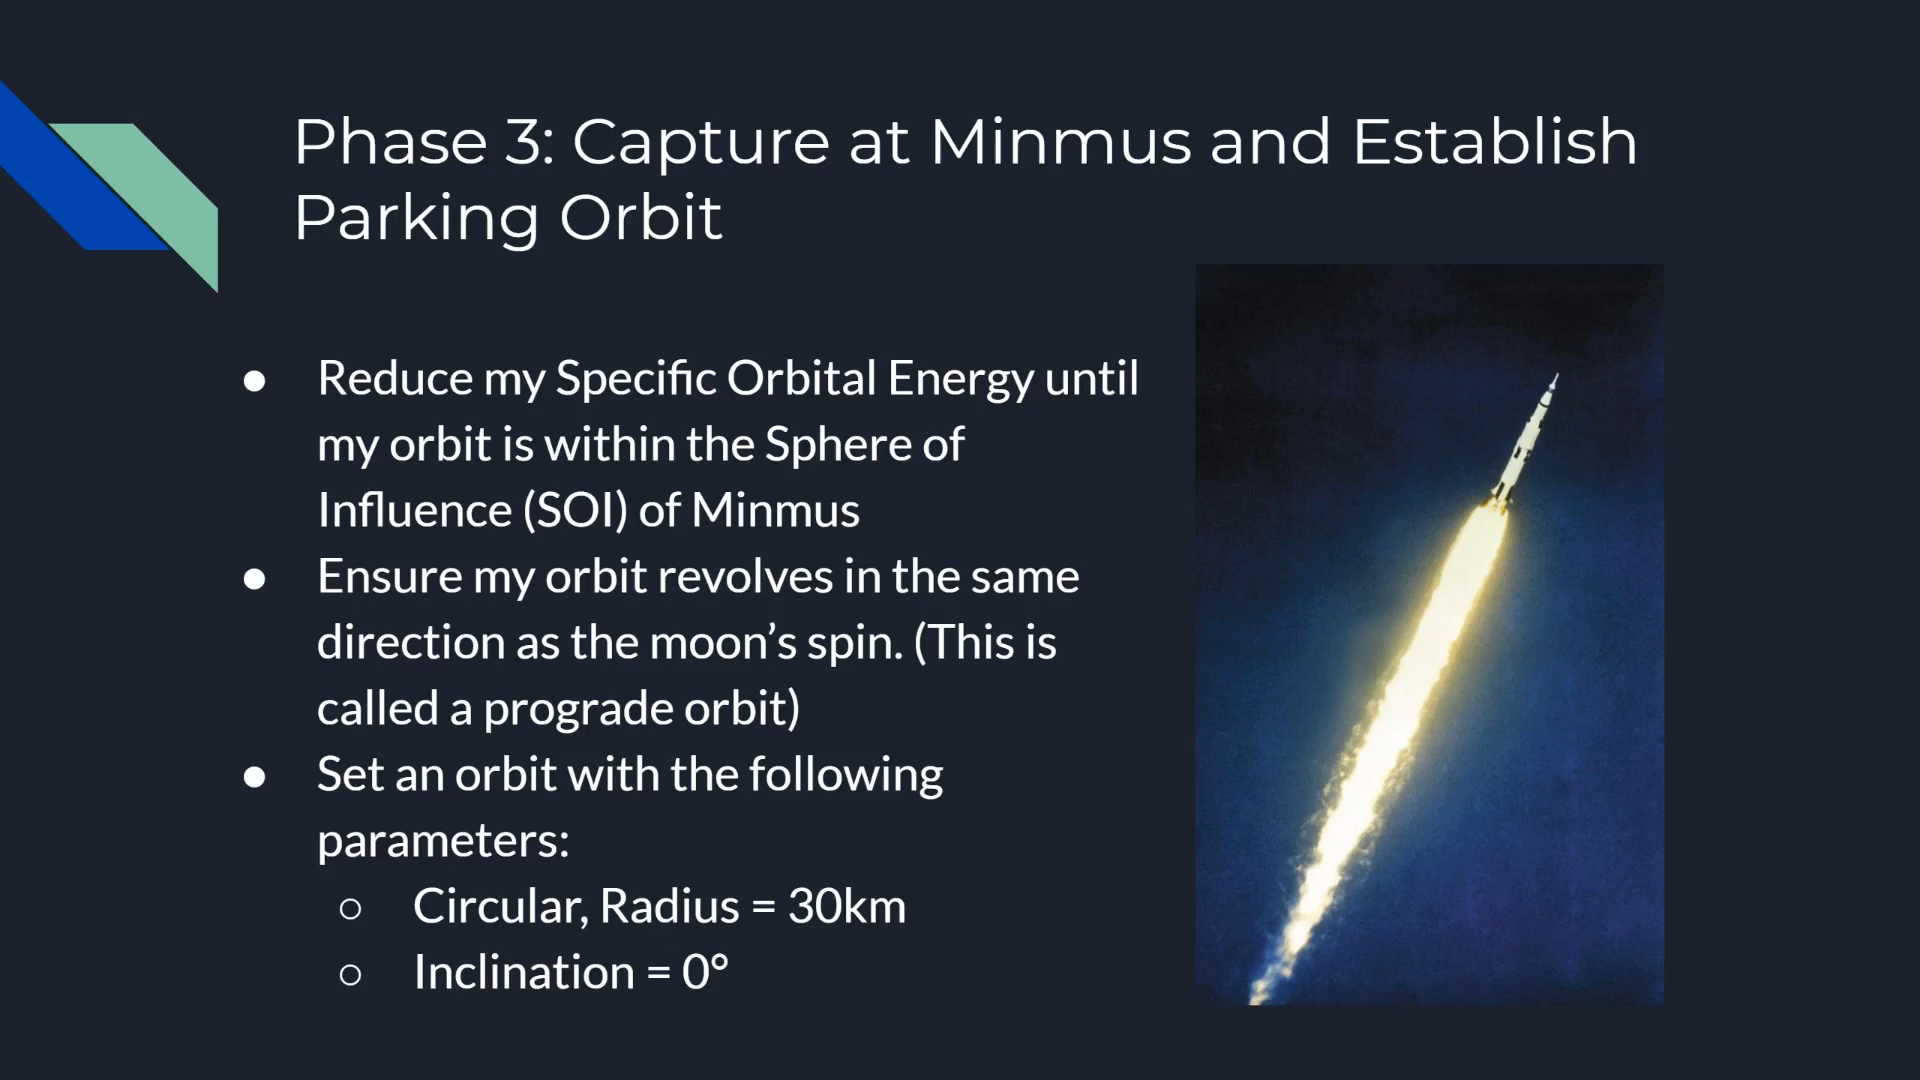 Phase 3: Capture at Minmus and Establish
Parking Orbit
● Reduce my Specific Orbital Energy until
my orbit is within the Sphere of
Influence (SOI) of Minmus
● Ensure my orbit revolves in the same
direction as the moon’s spin. (This is
called a prograde orbit)
● Set an orbit with the following
parameters:
○ Circular, Radius = 30km
○ Inclination = 0°